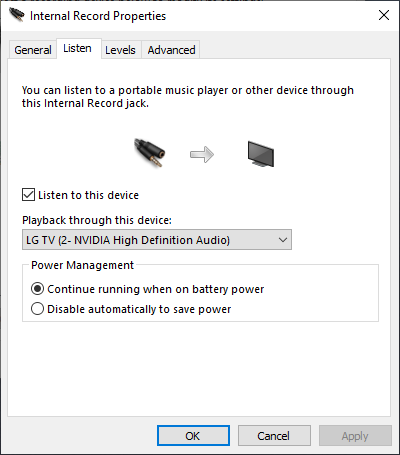 Internal Record Properties
General Listen Levels Advanced
You can listen to a portable music player or other device through
this Internal Record jack.
Listen to this device
Playback through this device:
LG TV (2- NVIDIA High Definition Audio)
Power Management
Continue running when on battery power
Disable automatically to save power
OK Cancel Apply